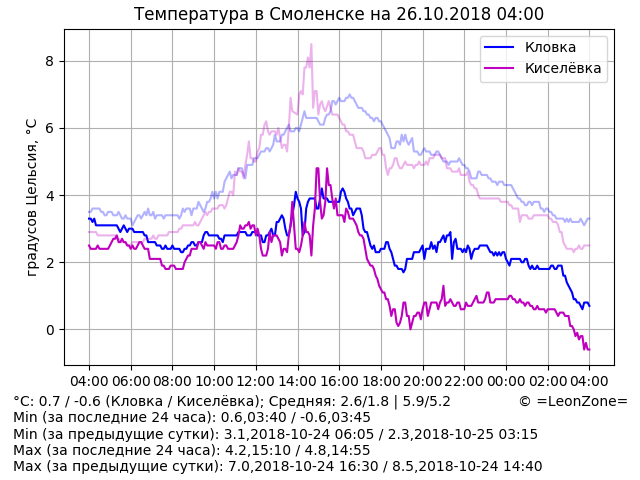 Температура в Смоленске на 26.10.2018 04:00
градусов Цельсия, °C
8
6
4
2
0
Кловка
Киселёвка
04:00 06:00 08:00 10:00 12:00 14:00 16:00 18:00 20:00 22:00 00:00 02:00 04:00
°C: 0.7 / -0.6 (Кловка / Киселёвка); Средняя: 2.6/1.8 | 5.9/5.2 © =LeonZone=
Min (за последние 24 часа): 0.6,03:40 / -0.6,03:45
Min (за предыдущие сутки): 3.1,2018-10-24 06:05 / 2.3,2018-10-25 03:15
Max (за последние 24 часа): 4.2,15:10 / 4.8,14:55
Max (за предыдущие сутки): 7.0,2018-10-24 16:30 / 8.5,2018-10-24 14:40